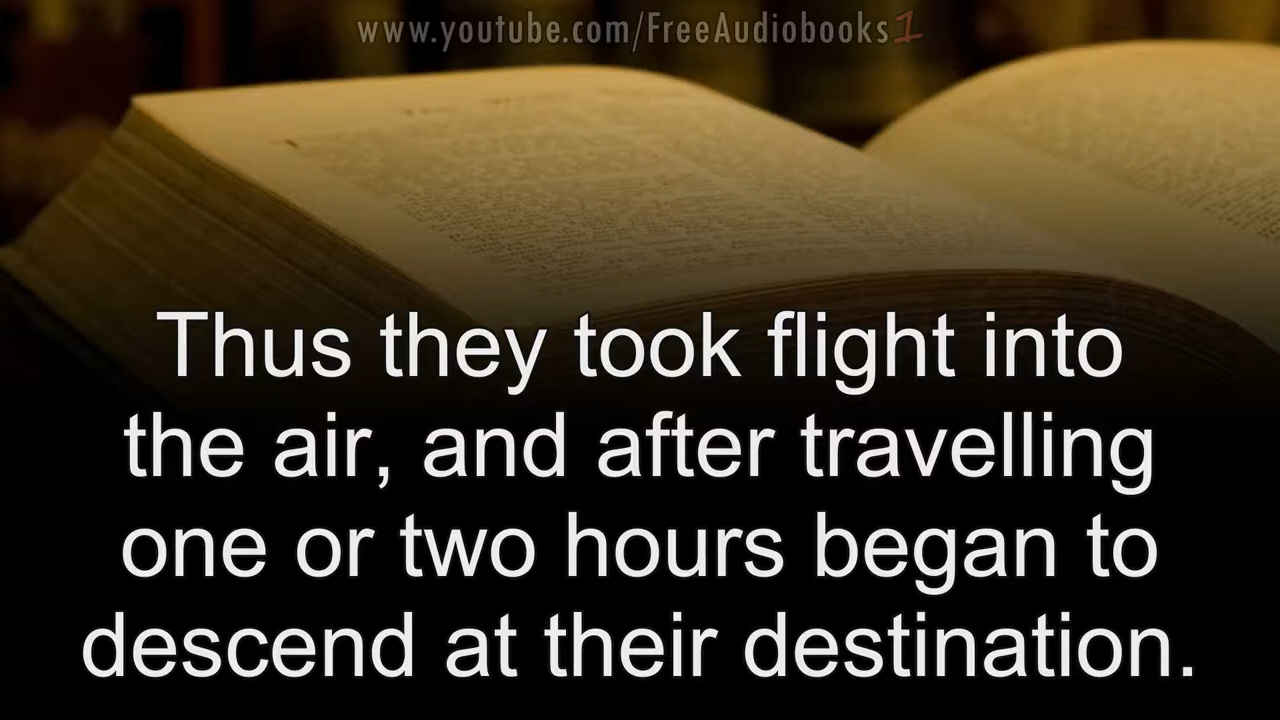 www.youtube.com/FreeAudiobooks1
Thus they took flight into
the air, and after travelling
one or two hours began to
descend at their destination.